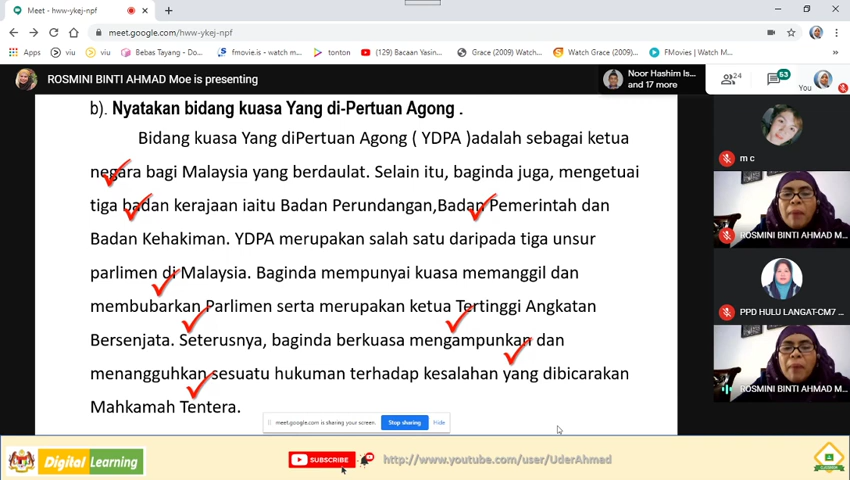 Meet - hww-ykej-npf
meet.google.com/hww-ykej-npf
Apps viu viu Bebas Tayang - Do... fmovie.is - watch m... tonton (129) Bacaan Yasin... Grace (2009) Watch... Watch Grace (2009)... FMovies | Watch M...
ROSMINI BINTI AHMAD Moe is presenting
Noor Hashim Is...
and 17 more
24
53
You
b). Nyatakan bidang kuasa Yang di-Pertuan Agong .
Bidang kuasa Yang diPertuan Agong ( YDPA )adalah sebagai ketua
negara bagi Malaysia yang berdaulat. Selain itu, baginda juga, mengetuai
tiga badan kerajaan iaitu Badan Perundangan,Badan Pemerintah dan
Badan Kehakiman. YDPA merupakan salah satu daripada tiga unsur
parlimen di Malaysia. Baginda mempunyai kuasa memanggil dan
membubarkan Parlimen serta merupakan ketua Tertinggi Angkatan
Bersenjata. Seterusnya, baginda berkuasa mengampunkan dan
menangguhkan sesuatu hukuman terhadap kesalahan yang dibicarakan
Mahkamah Tentera.
m c
ROSMINI BINTI AHMAD M...
PPD HULU LANGAT-CM7 ...
ROSMINI BINTI AHMAD M...
meet.google.com is sharing your screen.
Stop sharing
Hide
Digital Learning
SUBSCRIBE
http://www.youtube.com/user/UderAhmad